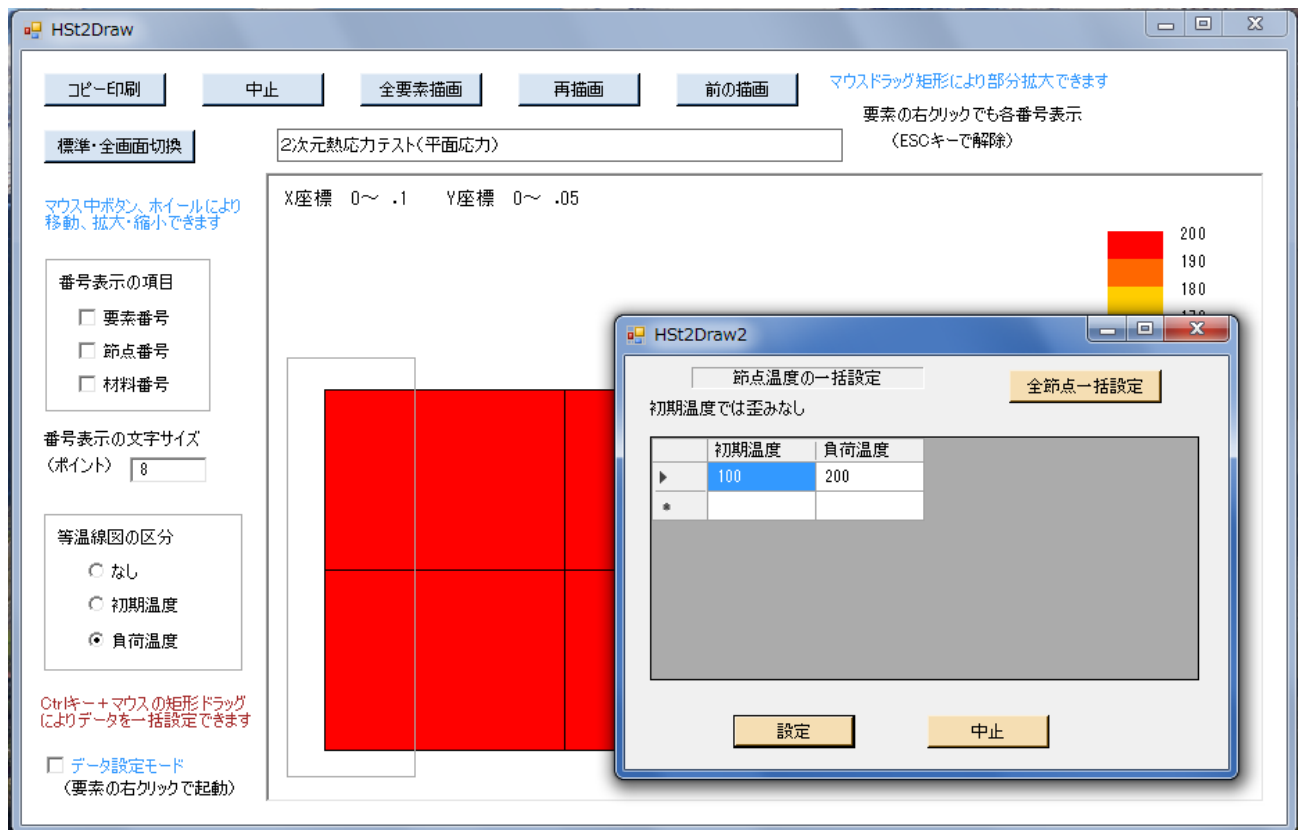 HSt2Draw
コピー印刷
中止
全要素描画
再描画
前の描画
マウスドラッグ矩形により部分拡大できます
要素の右クリックでも各番号表示
(ESCキーで解除)
標準・全画面切換
2次元熱応力テスト(平面応力)
マウス中ボタン、ホイールにより
移動、拡大・縮小できます
X座標 0～ .1 Y座標 0～ .05
200
190
180
番号表示の項目
要素番号
節点番号
材料番号
番号表示の文字サイズ
(ポイント) 8
等温線図の区分
なし
初期温度
負荷温度
Ctrlキー+マウスの矩形ドラッグ
によりデータを一括設定できます
データ設定モード
(要素の右クリックで起動)
HSt2Draw2
節点温度の一括設定
全節点一括設定
初期温度では歪みなし
初期温度 負荷温度
100 200
設定
中止